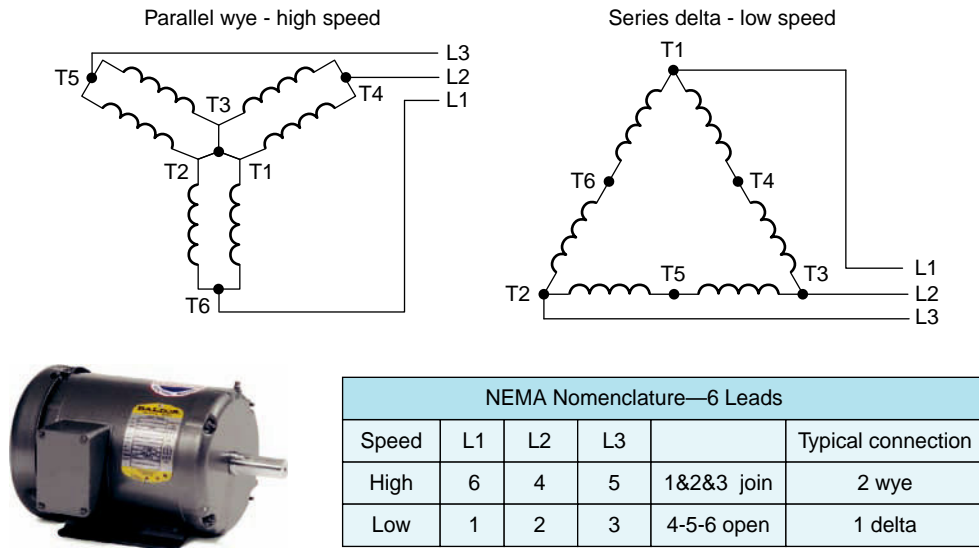 Parallel wye - high speed
Series delta - low speed
L3
T5
L2
T4
T3
L1
T2
T1
T6
T1
T6
T4
L1
T2
T5
T3
L2
L3
BALDOR
NEMA Nomenclature—6 Leads
Speed L1 L2 L3 Typical connection
High 6 4 5 1&2&3 join 2 wye
Low 1 2 3 4-5-6 open 1 delta